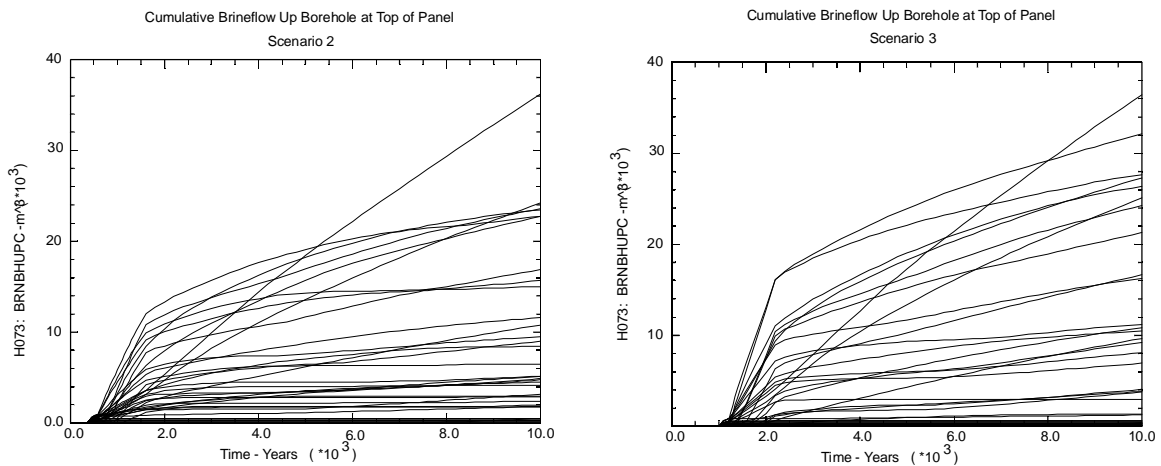 Cumulative Brineflow Up Borehole at Top of Panel
Scenario 2
40
30
20
10
0.0
0.0
2.0
4.0
6.0
8.0
10.0
Time - Years ( *10 3 )
H073: BRNBHUPC -m^3*10 3 )
Cumulative Brineflow Up Borehole at Top of Panel
Scenario 3
40
30
20
10
0.0
2.0
4.0
6.0
8.0
10.0
Time - Years ( *10 3 )
H073: BRNBHUPC -m^3*10 3 )